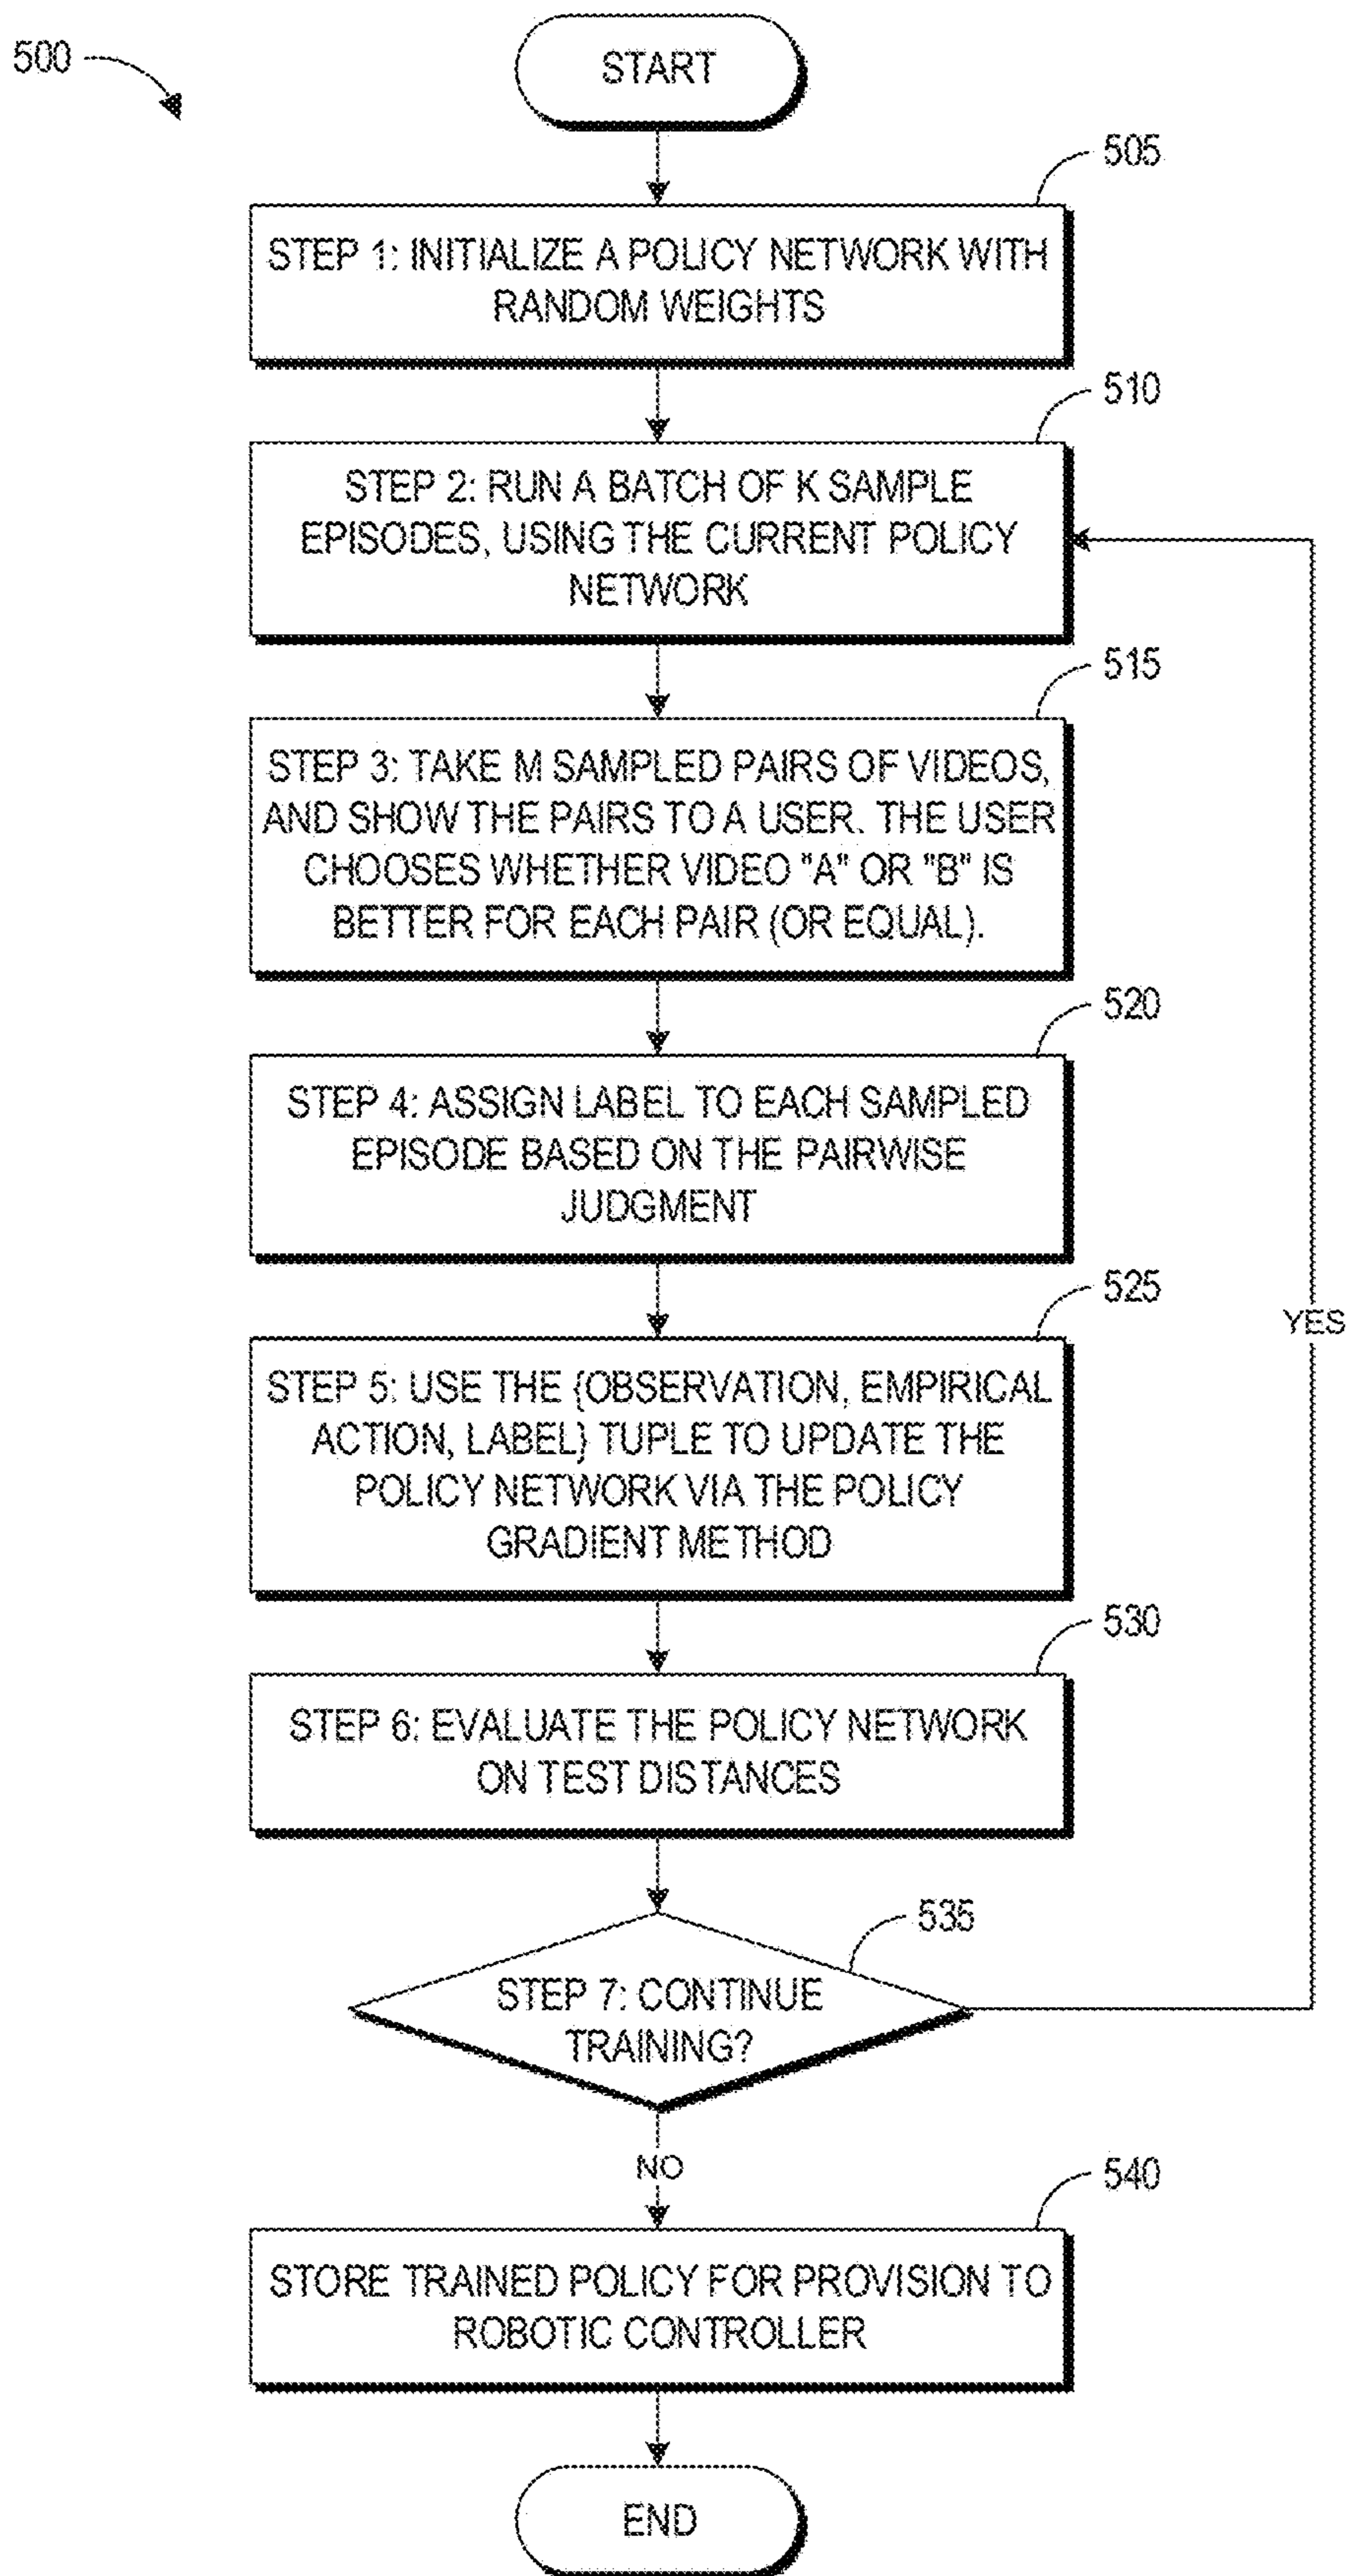 500
START
505
STEP 1: INITIALIZE A POLICY NETWORK WITH
RANDOM WEIGHTS
510
STEP 2: RUN A BATCH OF K SAMPLE
EPISODES, USING THE CURRENT POLICY
NETWORK
515
STEP 3: TAKE M SAMPLED PAIRS OF VIDEOS,
AND SHOW THE PAIRS TO A USER. THE USER
CHOOSES WHETHER VIDEO "A" OR "B" IS
BETTER FOR EACH PAIR (OR EQUAL).
520
STEP 4: ASSIGN LABEL TO EACH SAMPLED
EPISODE BASED ON THE PAIRWISE
JUDGMENT
525
YES
STEP 5: USE THE {OBSERVATION, EMPIRICAL
ACTION, LABEL} TUPLE TO UPDATE THE
POLICY NETWORK VIA THE POLICY
GRADIENT METHOD
530
STEP 6: EVALUATE THE POLICY NETWORK
ON TEST DISTANCES
535
STEP 7: CONTINUE
TRAINING?
NO
540
STORE TRAINED POLICY FOR PROVISION TO
ROBOTIC CONTROLLER
END